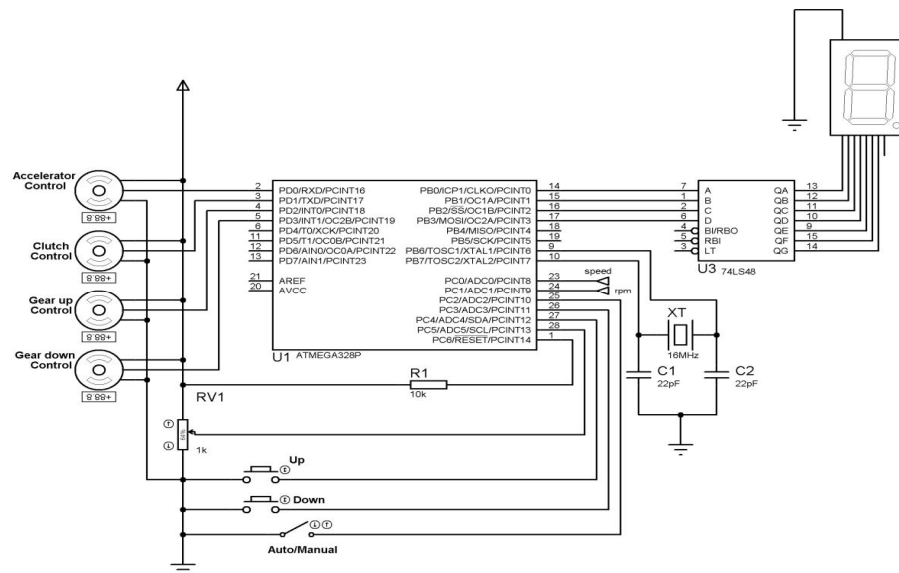 Accelerator
Control
+88.8
Clutch
Control
+88.8
Gear up
Control
+88.8
Gear down
Control
+88.8
2 PD0/RXD/PCINT16
3 PD1/TXD/PCINT17
4 PD2/INT0/PCINT18
5 PD3/INT1/OC2B/PCINT19
6 PD4/T0/XCK/PCINT20
11 PD5/T1/OC0B/PCINT21
12 PD6/AIN0/OC0A/PCINT22
13 PD7/AIN1/PCINT23
21 AREF
20 AVCC
PB0/ICP1/CLKO/PCINT0 14
PB1/OC1A/PCINT1 15
PB2/SS/OC1B/PCINT2 16
PB3/MOSI/OC2A/PCINT3 17
PB4/MISO/PCINT4 18
PB5/SCK/PCINT5 19
PB6/TOSC1/XTAL1/PCINT6 9
PB7/TOSC2/XTAL2/PCINT7 10
PC0/ADC0/PCINT8 23 speed
PC1/ADC1/PCINT9 24 rpm
PC2/ADC2/PCINT10 25
PC3/ADC3/PCINT11 26
PC4/ADC4/SDA/PCINT12 27
PC5/ADC5/SCL/PCINT13 28
PC6/RESET/PCINT14 1
U1 ATMEGA328P
7 A QA 13
1 B QB 12
2 C QC 11
6 D QD 10
4 BI/RBO QE 9
5 RBI QF 15
3 LT QG 14
U3 74LS48
XT
16MHz
C1
22pF
C2
22pF
R1
10k
RV1
1k
Up
Down
Auto/Manual